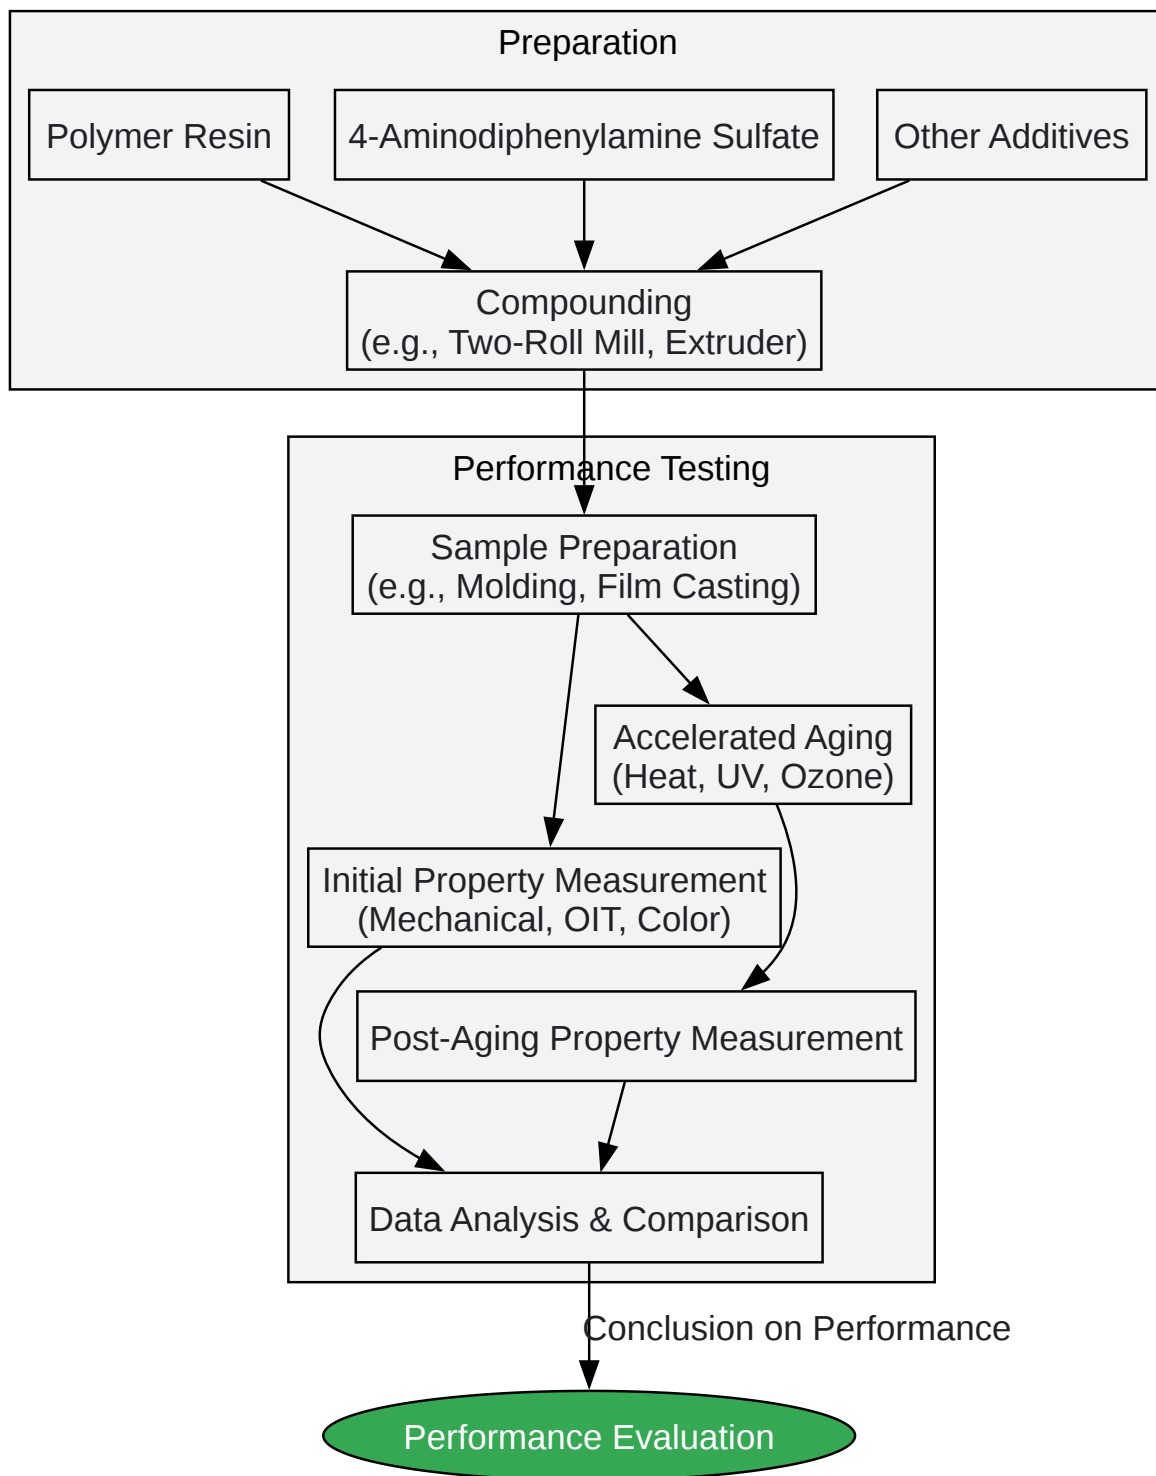 Preparation
Polymer Resin
4-Aminodiphenylamine Sulfate
Other Additives
Compounding
(e.g., Two-Roll Mill, Extruder)
Performance Testing
Sample Preparation
(e.g., Molding, Film Casting)
Accelerated Aging
(Heat, UV, Ozone)
Initial Property Measurement
(Mechanical, OIT, Color)
Post-Aging Property Measurement
Data Analysis & Comparison
Conclusion on Performance
Performance Evaluation